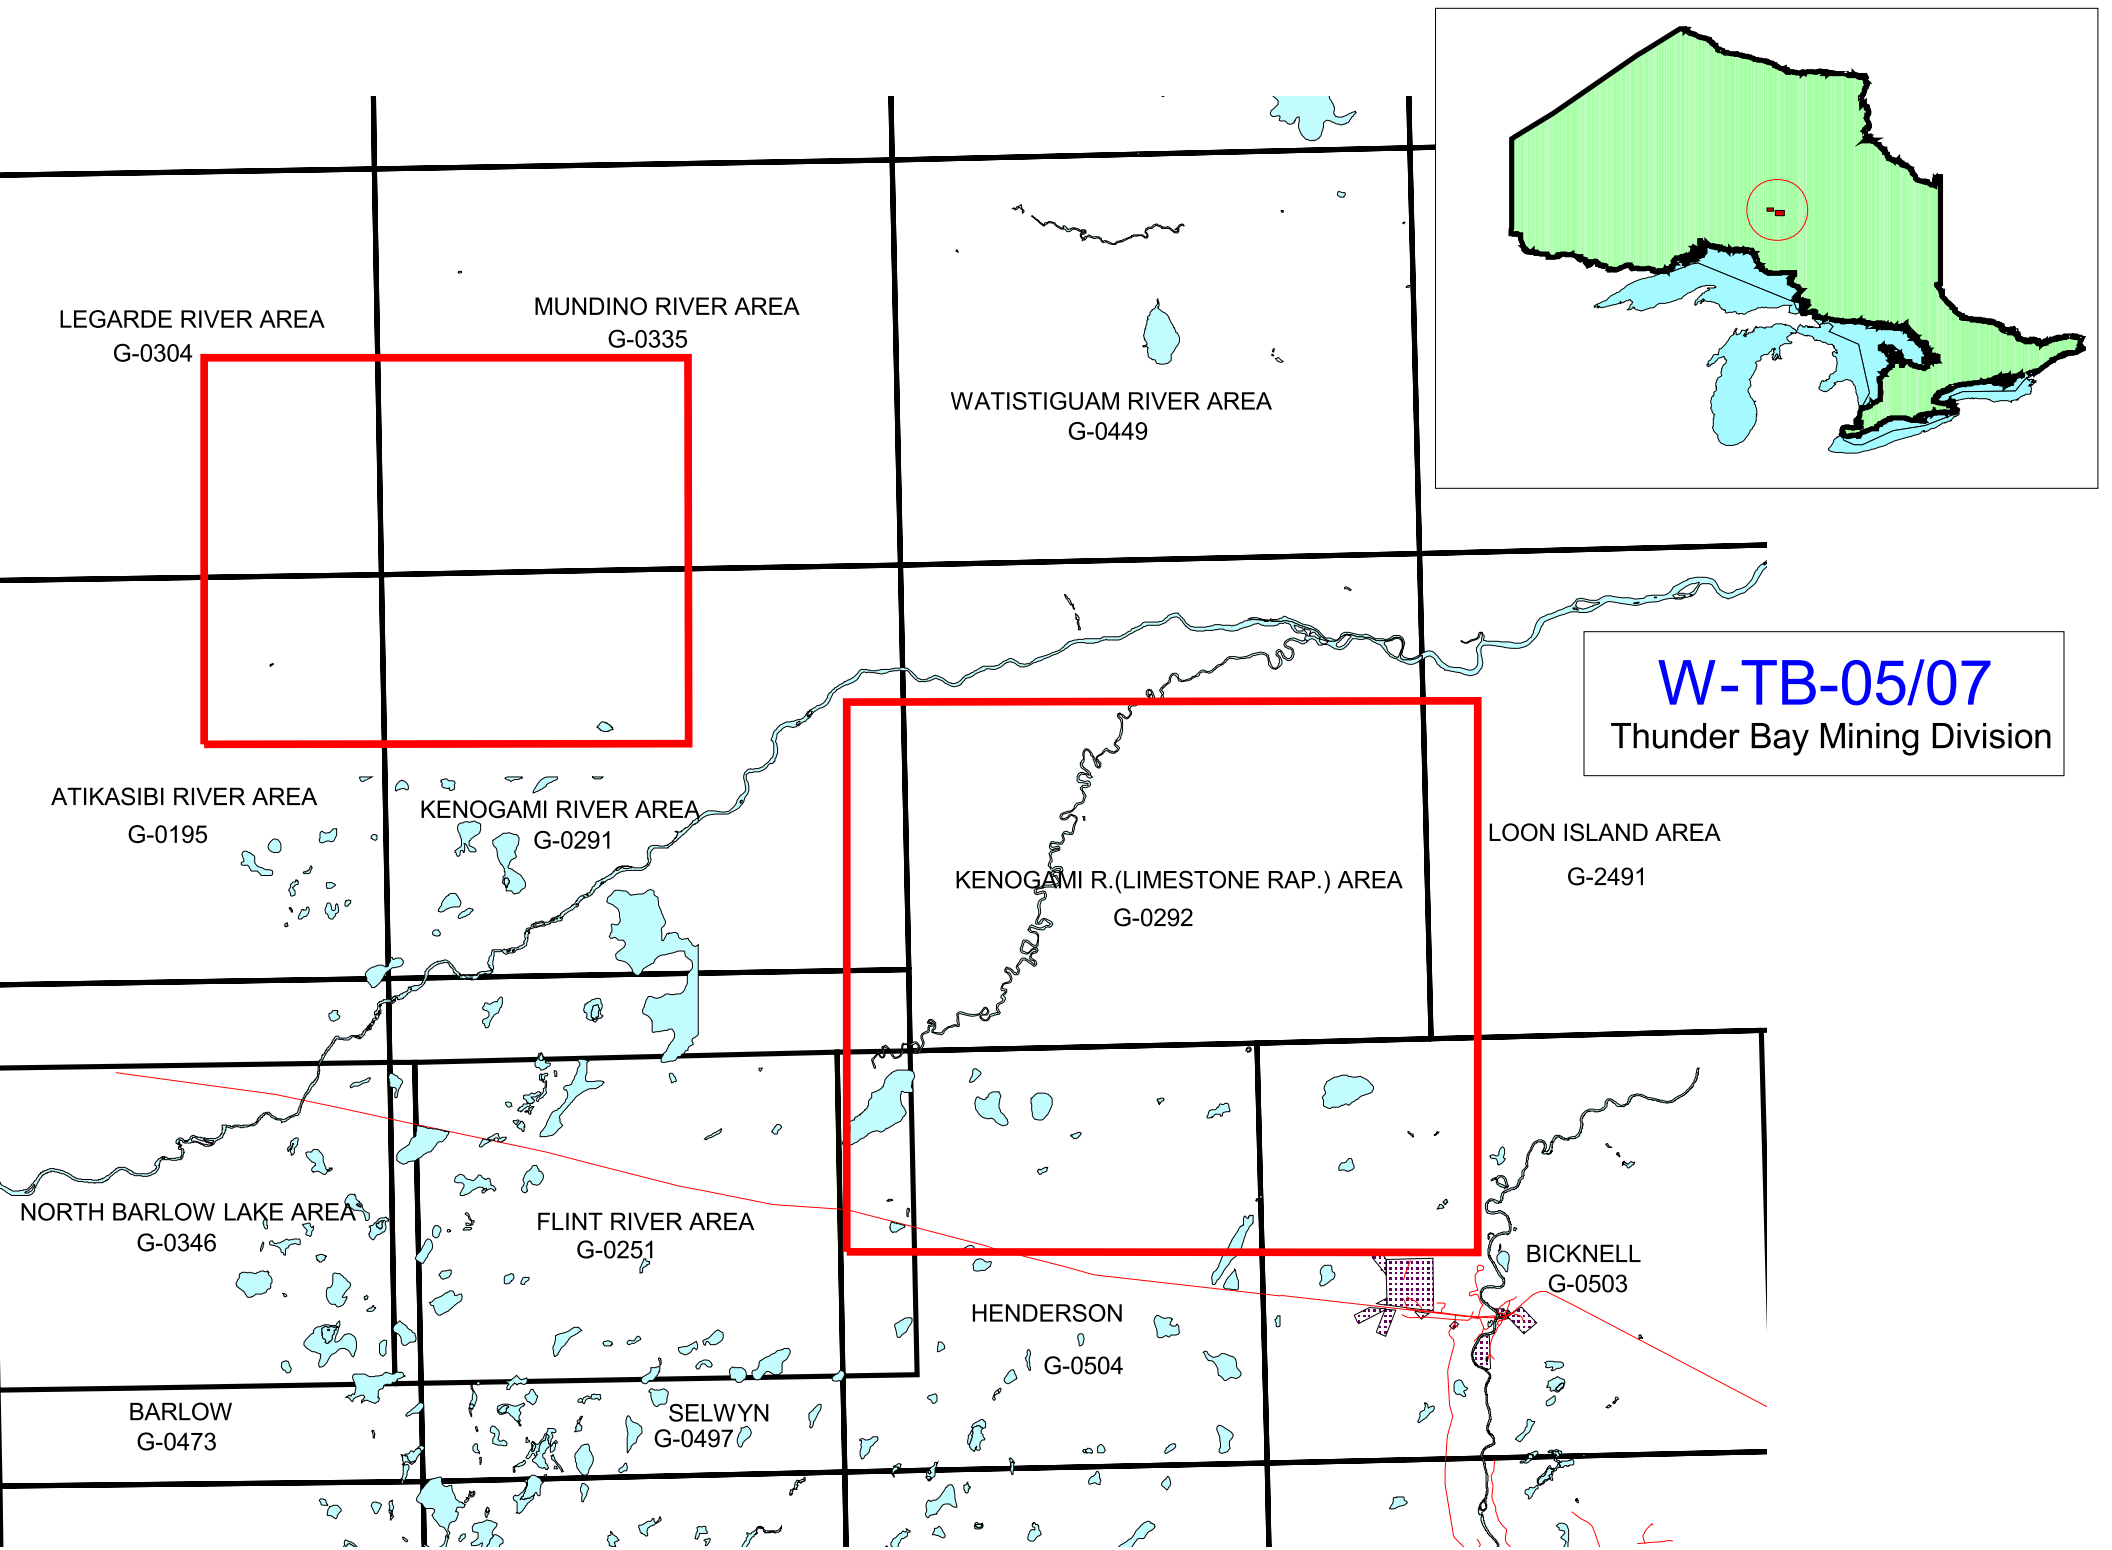 LEGARDE RIVER AREA
G-0304
MUNDINO RIVER AREA
G-0335
WATISTIGUAM RIVER AREA
G-0449
W-TB-05/07
Thunder Bay Mining Division
ATIKASIBI RIVER AREA
G-0195
KENOGAMI RIVER AREA
G-0291
KENOGAMI R.(LIMESTONE RAP.) AREA
G-0292
LOON ISLAND AREA
G-2491
NORTH BARLOW LAKE AREA
G-0346
FLINT RIVER AREA
G-0251
BICKNELL
G-0503
HENDERSON
G-0504
BARLOW
G-0473
SELWYN
G-0497